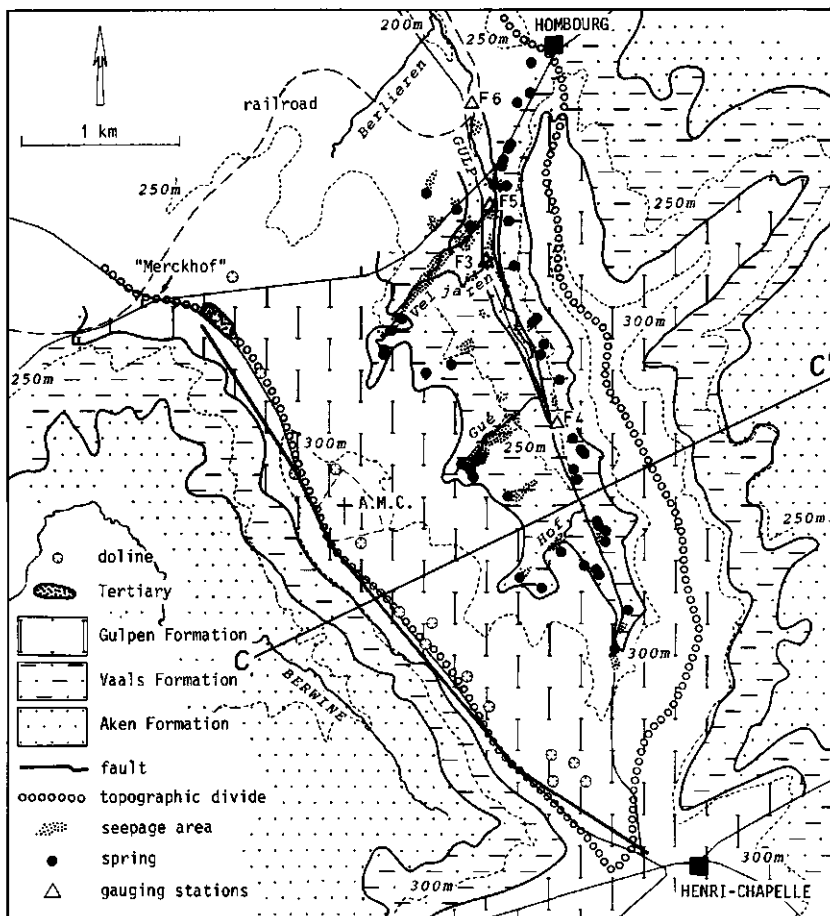 HOMBOURG
200m
250m
250m
N
Berlieren
F6
railroad
1 km
GULP
250m
250m
F5
F3
Veljaren
"Merckhof"
300m
250m
C'
F4
Gué
250m
300m
A.M.C.
Hof
250m
doline
Tertiary
Gulpen Formation
C
300m
Vaals Formation
BERWINE
Aken Formation
fault
topographic divide
seepage area
spring
300m
300m
gauging stations
HENRI-CHAPELLE